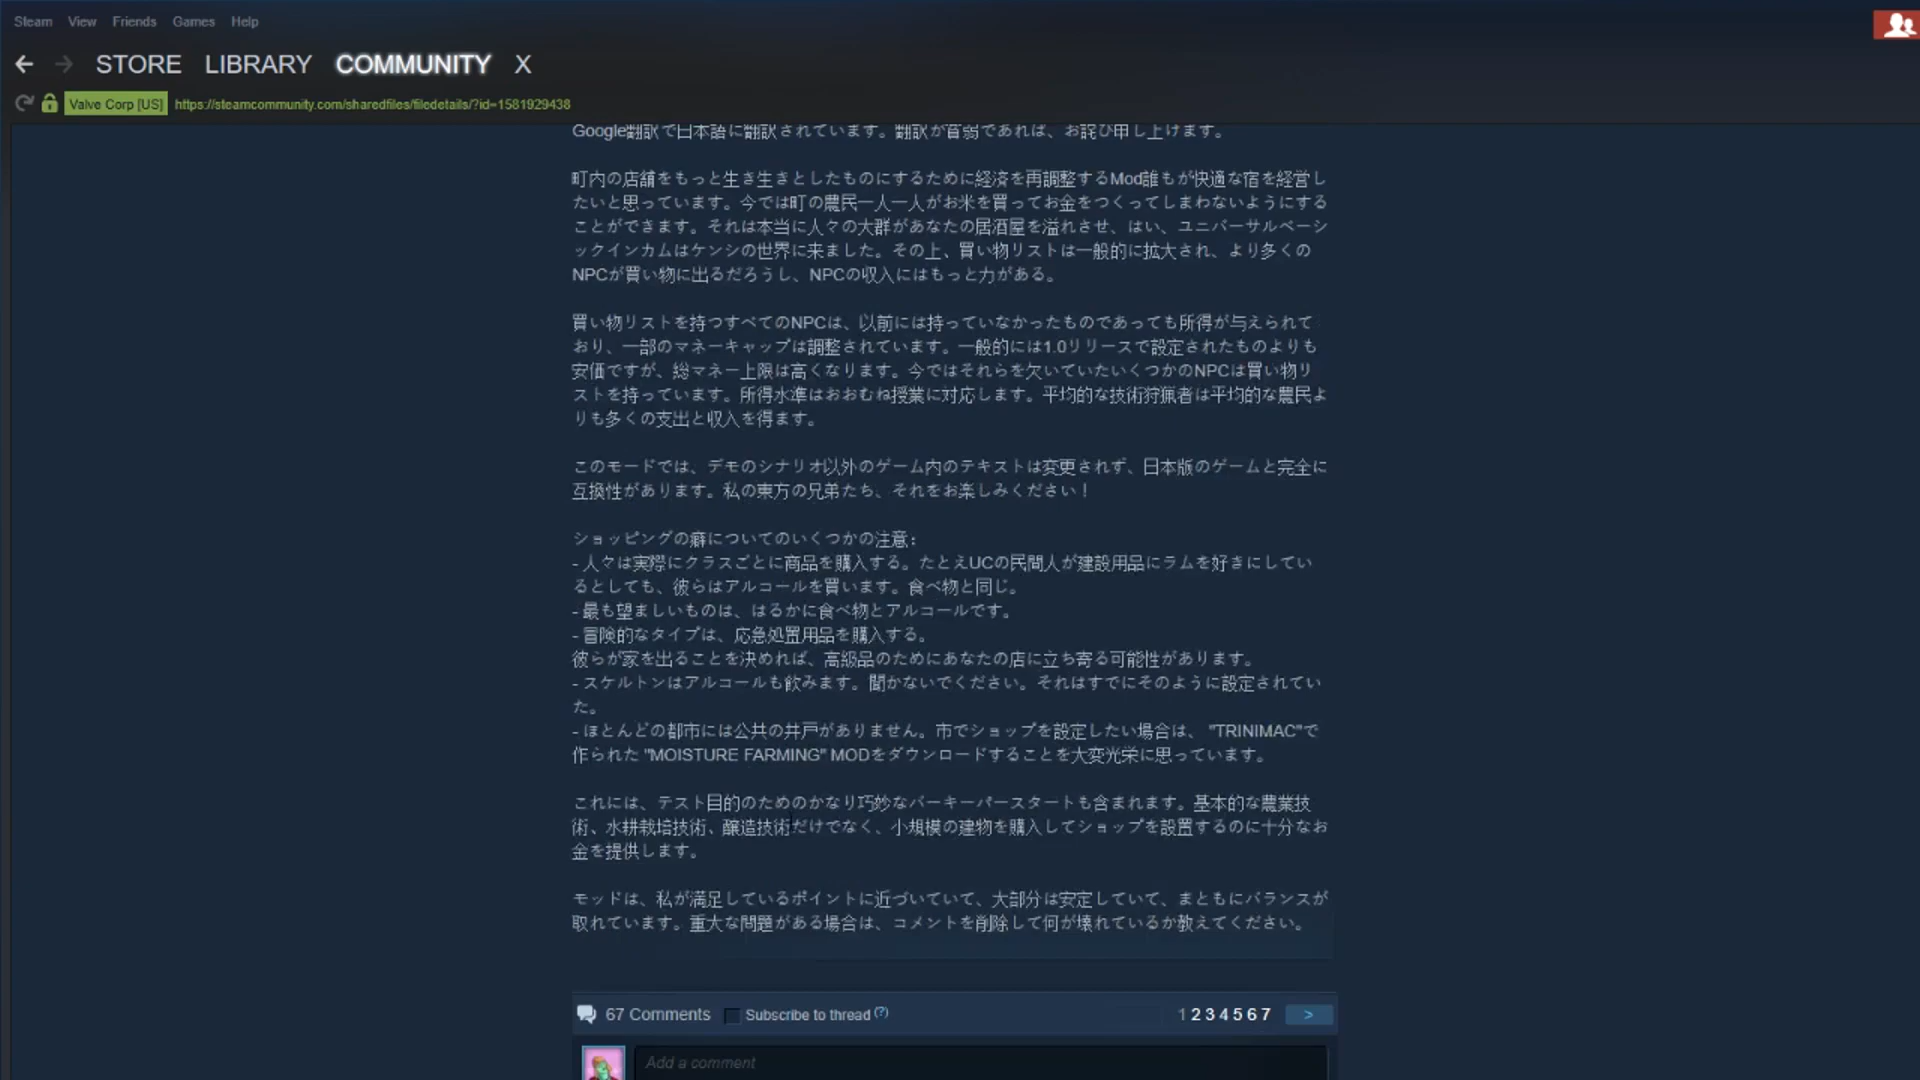 Steam View Friends Games Help
STORE LIBRARY COMMUNITY X
Valve Corp [US] https://steamcommunity.com/sharedfiles/filedetails/?id=1581929438
Google翻訳で日本語に翻訳されています。翻訳が貧弱であれば、お詫び申し上げます。
町内の店舗をもっと生き生きとしたものにするために経済を再調整するMod誰もが快適な宿を経営し
たいと思っています。今では町の農民一人一人がお米を買ってお金をつくってしまわないようにする
ことができます。それは本当に人々の大群があなたの居酒屋を溢れさせ、はい、ユニバーサルベーシ
ックインカムはケンシの世界に来ました。その上、買い物リストは一般的に拡大され、より多くの
NPCが買い物に出るだろうし、NPCの収入にはもっと力がある。
買い物リストを持つすべてのNPCは、以前には持っていなかったものであっても所得が与えられて
おり、一部のマネーキャップは調整されています。一般的には1.0リリースで設定されたものよりも
安価ですが、総マネー上限は高くなります。今ではそれらを欠いていたいくつかのNPCは買い物リ
ストを持っています。所得水準はおおむね授業に対応します。平均的な技術狩猟者は平均的な農民よ
りも多くの支出と収入を得ます。
このモードでは、デモのシナリオ以外のゲーム内のテキストは変更されず、日本版のゲームと完全に
互換性があります。私の東方の兄弟たち、それをお楽しみください！
ショッピングの癖についてのいくつかの注意：
- 人々は実際にクラスごとに商品を購入する。たとえUCの民間人が建設用品にラムを好きにしてい
るとしても、彼らはアルコールを買います。食べ物と同じ。
- 最も望ましいものは、はるかに食べ物とアルコールです。
- 冒険的なタイプは、応急処置用品を購入する。
彼らが家を出ることを決めれば、高級品のためにあなたの店に立ち寄る可能性があります。
- スケルトンはアルコールも飲みます。聞かないでください。それはすでにそのように設定されてい
た。
- ほとんどの都市には公共の井戸がありません。市でショップを設定したい場合は、 "TRINIMAC"で
作られた "MOISTURE FARMING" MODをダウンロードすることを大変光栄に思っています。
これには、テスト目的のためのかなり巧妙なバーキーパースタートも含まれます。基本的な農業技
術、水耕栽培技術、醸造技術だけでなく、小規模の建物を購入してショップを設置するのに十分なお
金を提供します。
モッドは、私が満足しているポイントに近づいていて、大部分は安定していて、まともにバランスが
取れています。重大な問題がある場合は、コメントを削除して何が壊れているか教えてください。
67 Comments Subscribe to thread (?) 1 2 3 4 5 6 7 >
Add a comment